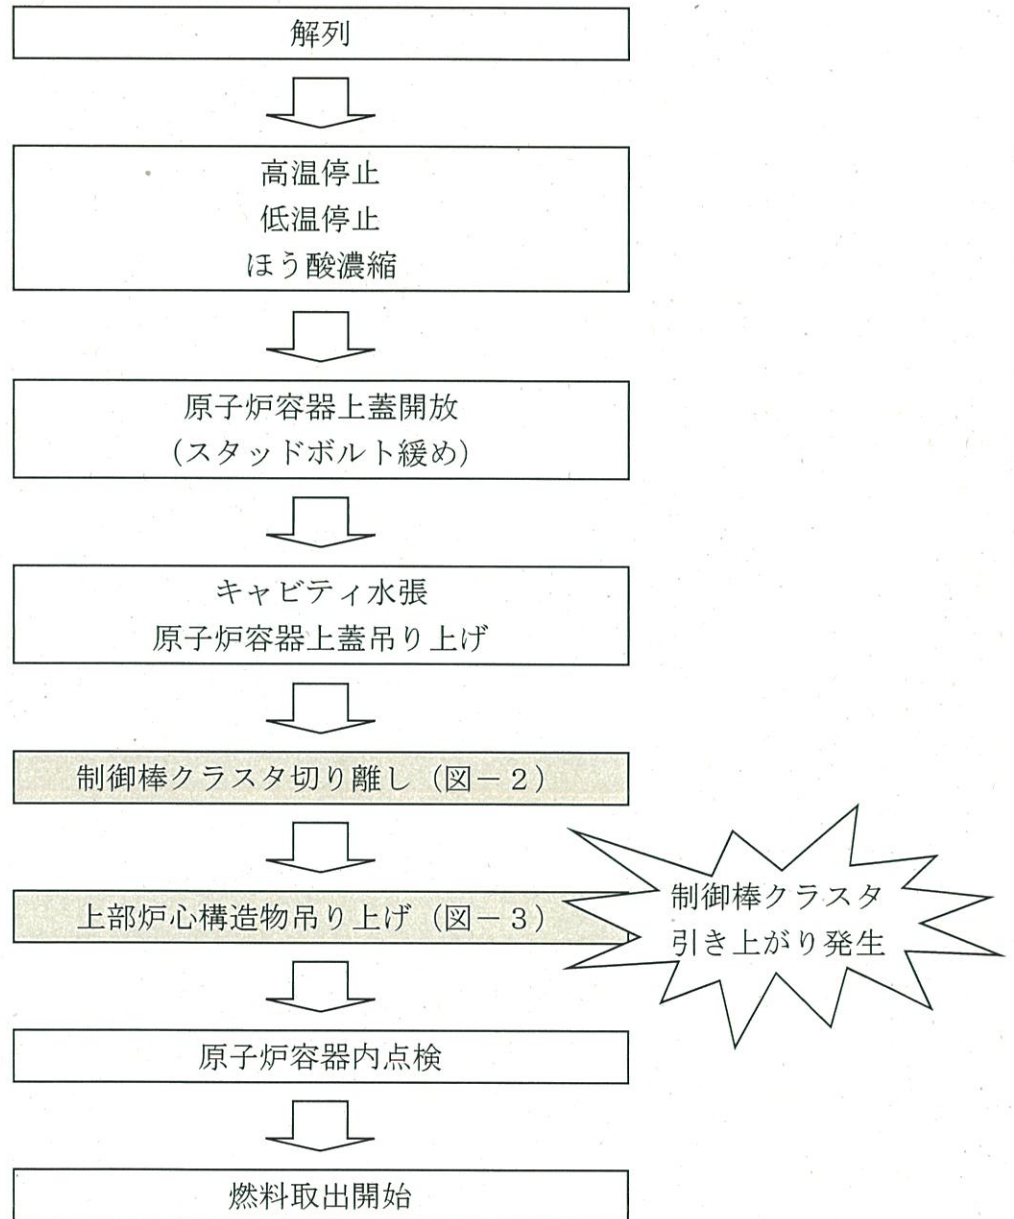 解列
高温停止
低温停止
ほう酸濃縮
原子炉容器上蓋開放
(スタッドボルト緩め)
キャビティ水張
原子炉容器上蓋吊り上げ
制御棒クラスタ切り離し（図－２）
上部炉心構造物吊り上げ（図－３）
制御棒クラスタ
引き上がり発生
原子炉容器内点検
燃料取出開始